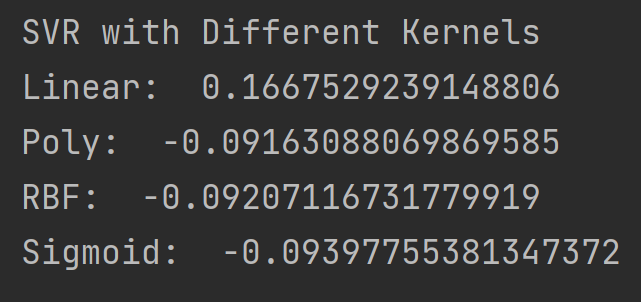 SVR with Different Kernels
Linear:  0.1667529239148806
Poly:  -0.09163088069869585
RBF:  -0.09207116731779919
Sigmoid:  -0.09397755381347372